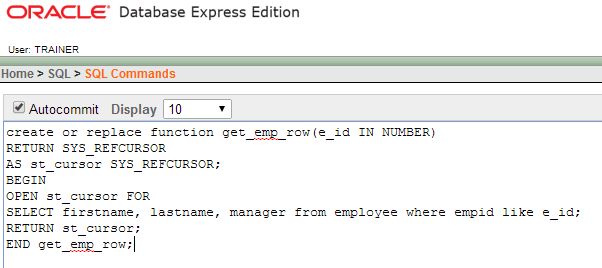 ORACLE® Database Express Edition
User: TRAINER
Home > SQL > SQL Commands
Autocommit Display 10
create or replace function get_emp_row(e_id IN NUMBER)
RETURN SYS_REFCURSOR
AS st_cursor SYS_REFCURSOR;
BEGIN
OPEN st_cursor FOR
SELECT firstname, lastname, manager from employee where empid like e_id;
RETURN st_cursor;
END get_emp_row;